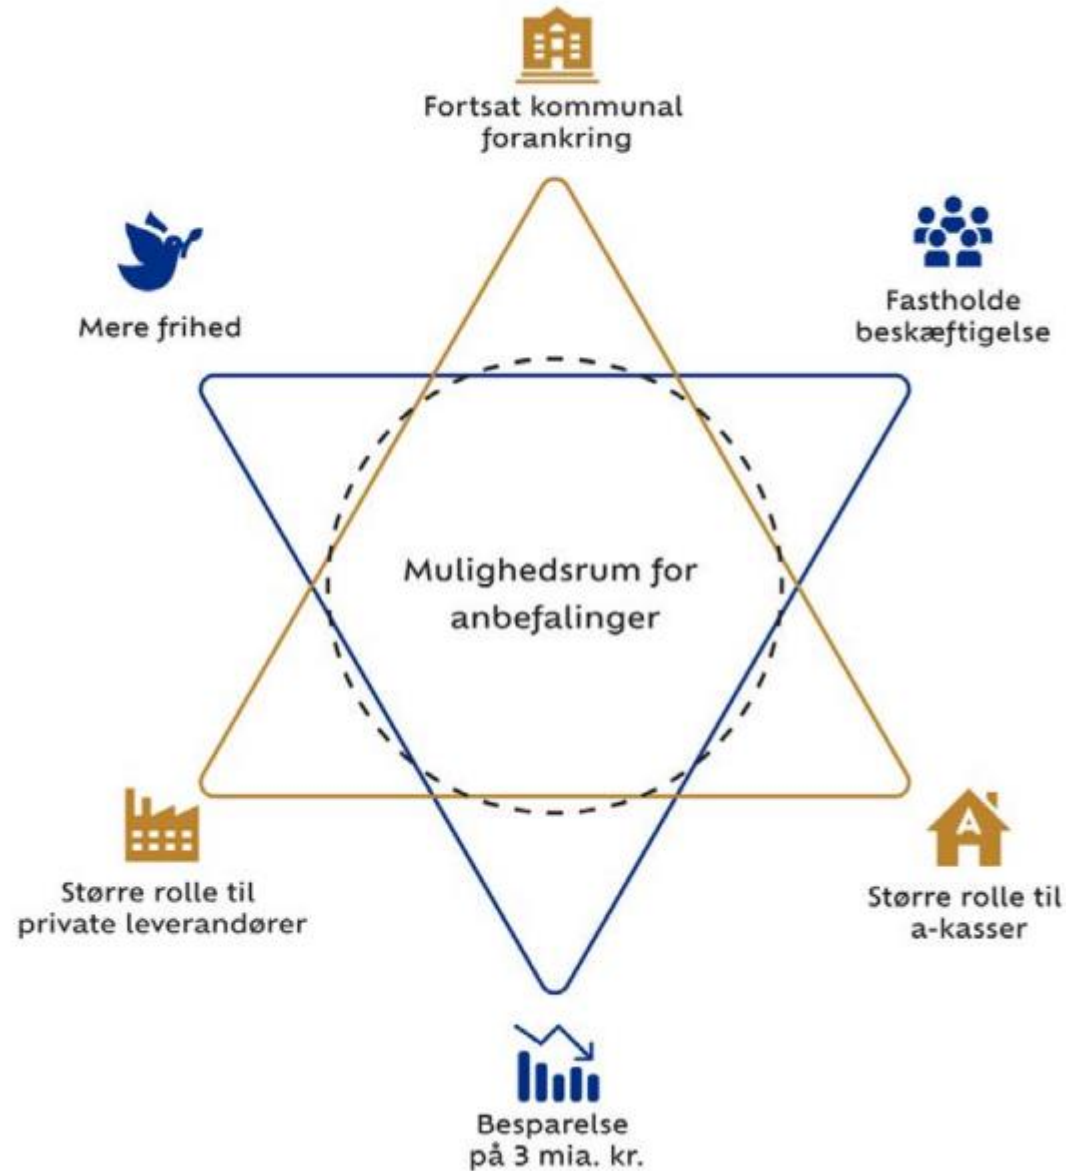 Fortsat kommunal
forankring
Mere frihed
Fastholde
beskæftigelse
Mulighedsrum for
anbefalinger
Større rolle til
private leverandører
A
Større rolle til
a-kasser
Besparelse
på 3 mia. kr.